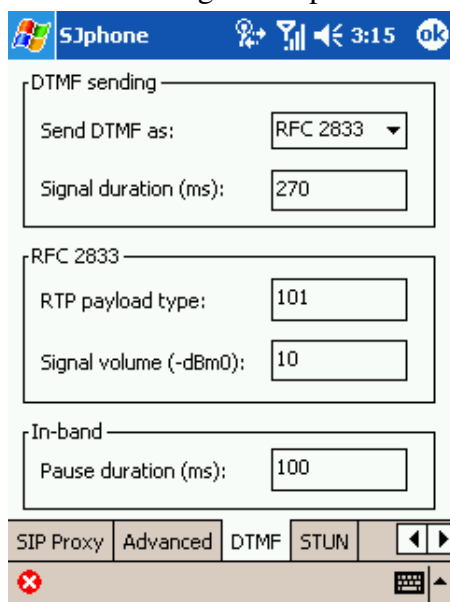 SJphone 3:15 ok
DTMF sending
Send DTMF as: RFC 2833
Signal duration (ms): 270
RFC 2833
RTP payload type: 101
Signal volume (-dBm0): 10
In-band
Pause duration (ms): 100
SIP Proxy Advanced DTMF STUN